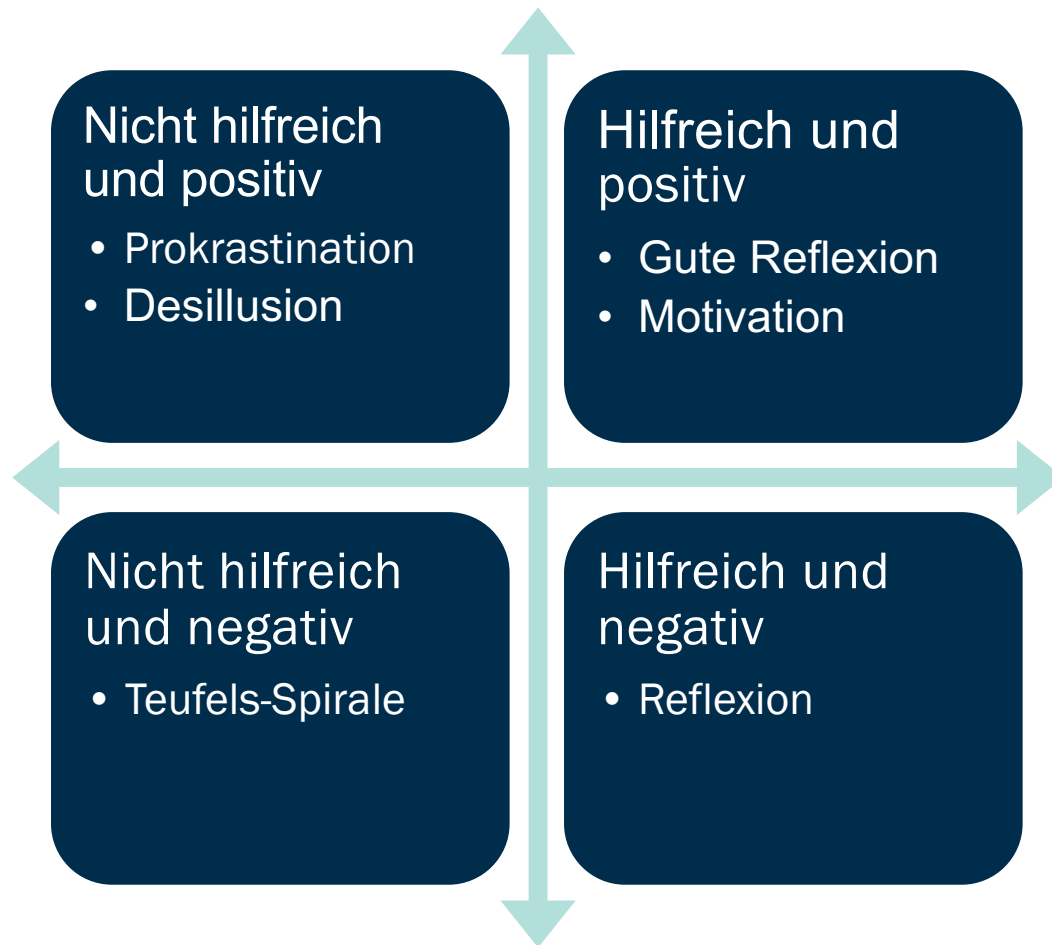 Nicht hilfreich
und positiv
• Prokrastination
• Desillusion
Hilfreich und
positiv
• Gute Reflexion
• Motivation
Nicht hilfreich
und negativ
• Teufels-Spirale
Hilfreich und
negativ
• Reflexion